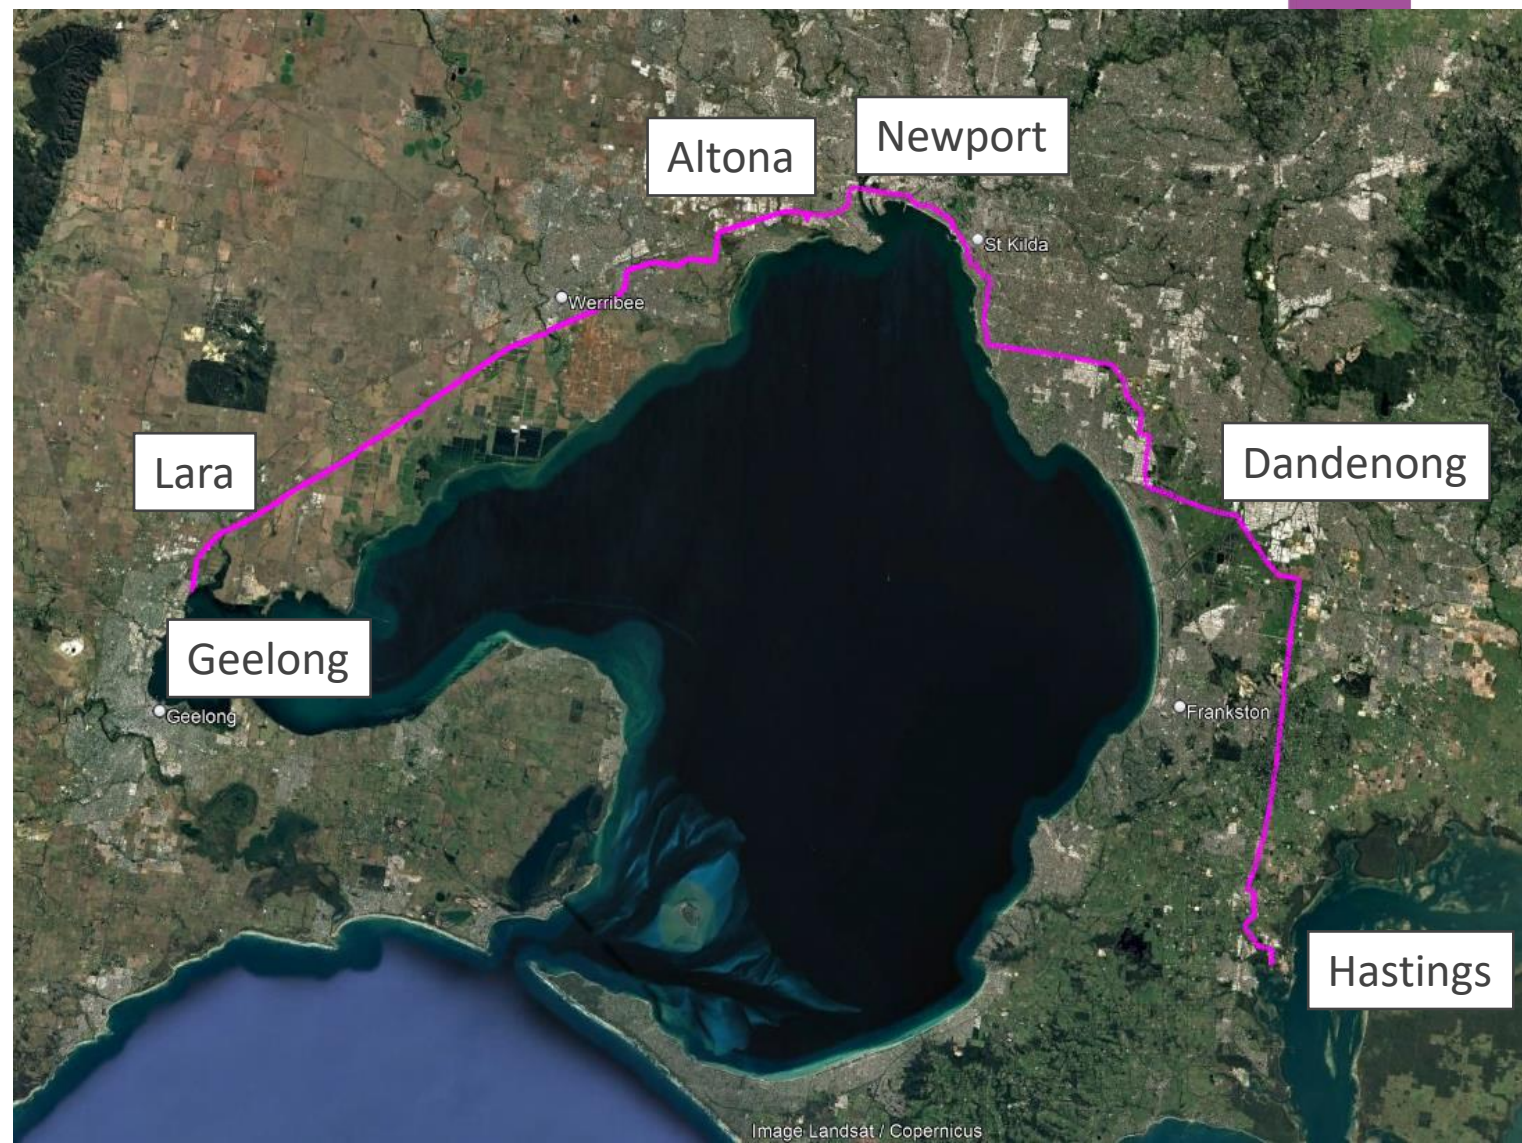 Newport
Altona
St Kilda
Werribee
Dandenong
Lara
Geelong
Geelong
Frankston
Hastings
Image Landsat / Copernicus